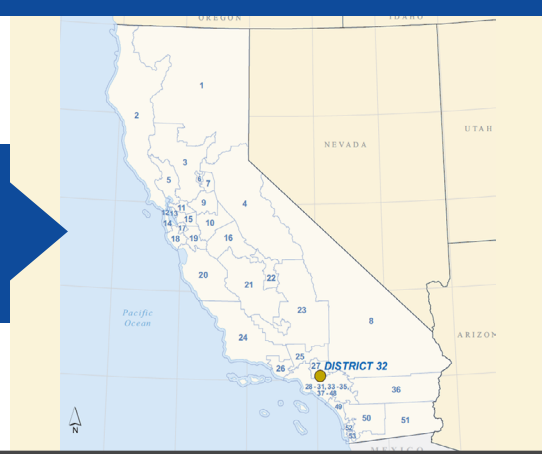 OREGON
IDAHO
1
2
UTAH
NEVADA
3
5
6
7
4
9
11
12
13
10
14
15
17
18
19
16
20
22
21
23
Pacific
Ocean
8
24
ARIZON
25
26
27
DISTRICT 32
28 - 31, 33 - 35,
37 - 48
36
49
50
51
52
53
N
MEXICO